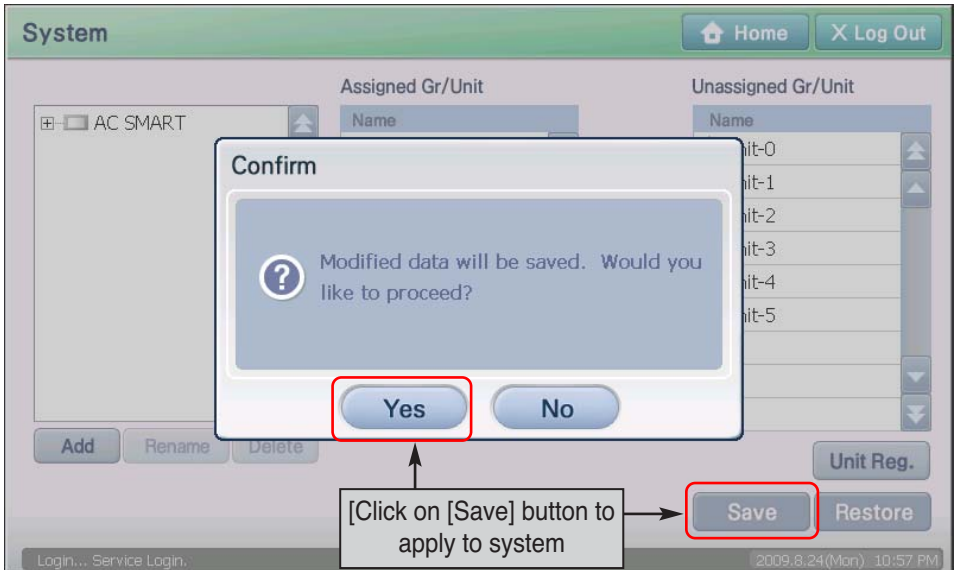 System
Home
X Log Out
Assigned Gr/Unit
Unassigned Gr/Unit
AC SMART
Name
Name
Confirm
nit-0
nit-1
nit-2
nit-3
nit-4
nit-5
Modified data will be saved. Would you
like to proceed?
Yes
No
Add
Rename
Delete
Unit Reg.
[Click on [Save] button to
apply to system
Save
Restore
Login... Service Login.
2009.8.24(Mon) 10:57 PM